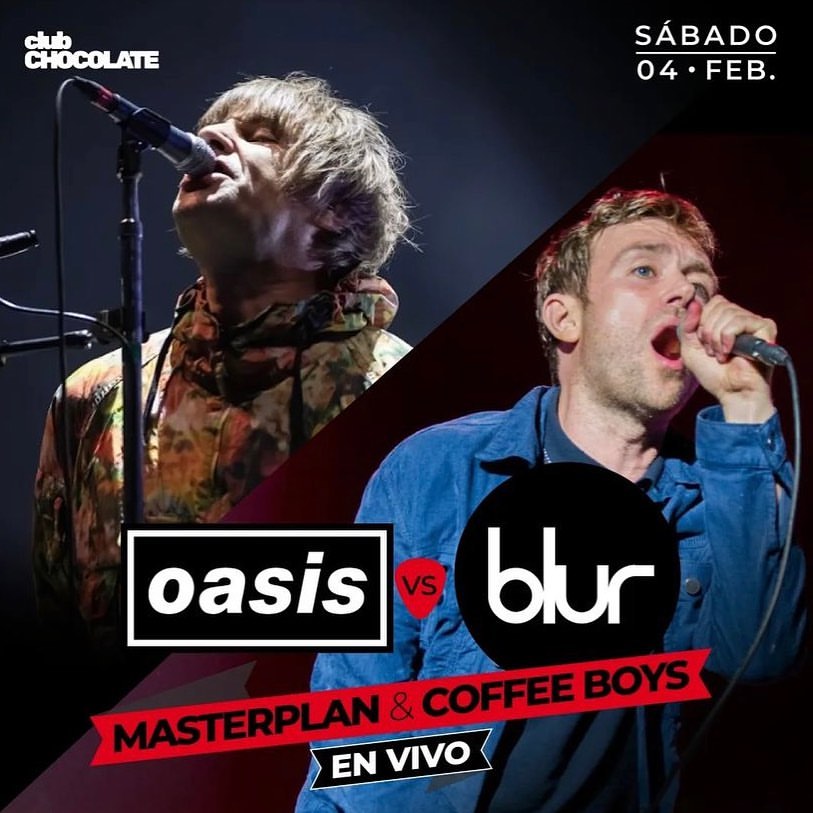 club
CHOCOLATE
SÁBADO
04 • FEB.
oasis
vs
blur
MASTERPLAN & COFFEE BOYS
EN VIVO